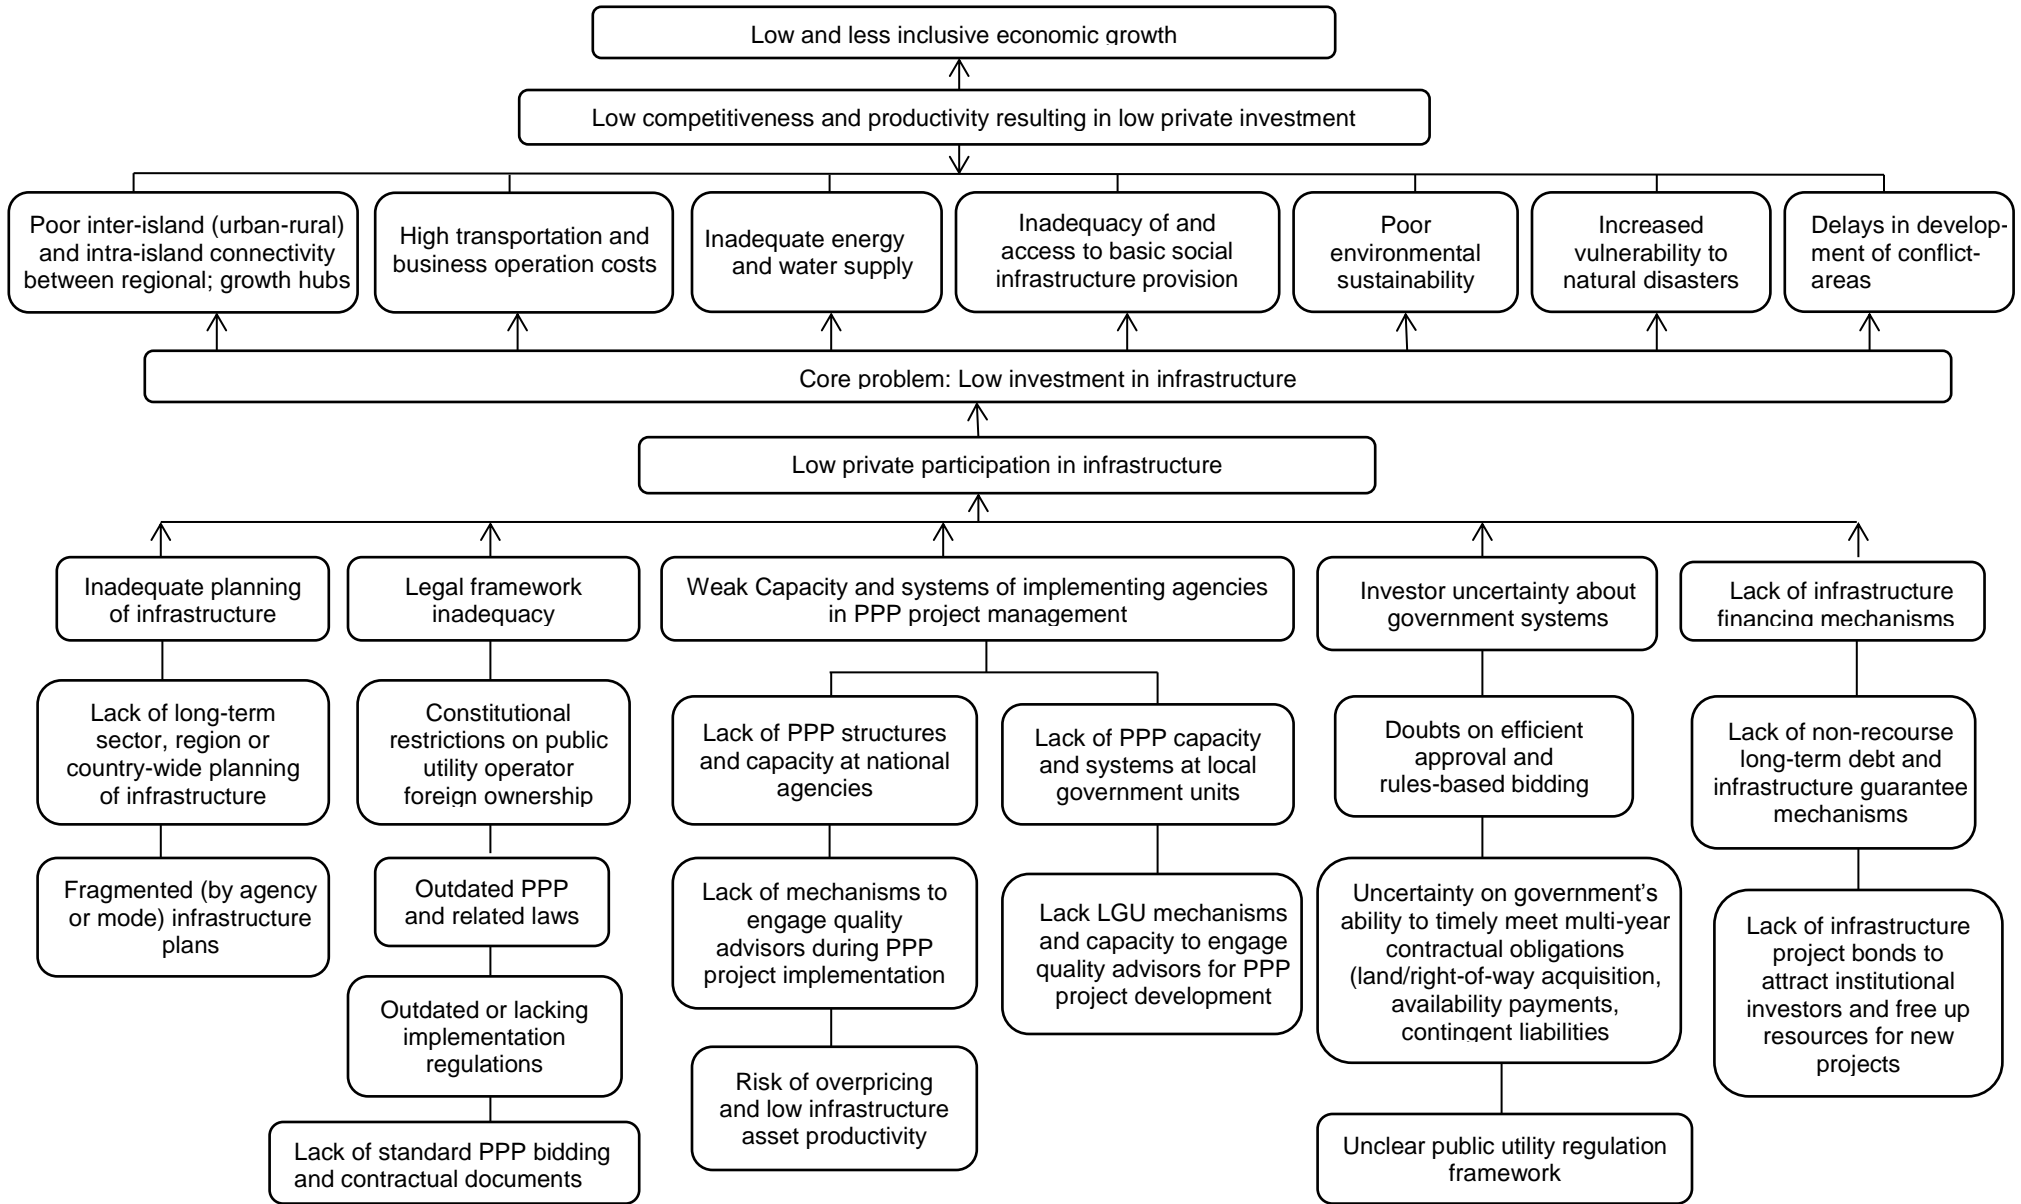 Low and less inclusive economic growth
Low competitiveness and productivity resulting in low private investment
Poor inter-island (urban-rural)
and intra-island connectivity
between regional; growth hubs
High transportation and
business operation costs
Inadequate energy
and water supply
Inadequacy of and
access to basic social
infrastructure provision
Poor
environmental
sustainability
Increased
vulnerability to
natural disasters
Delays in develop-
ment of conflict-
areas
Core problem: Low investment in infrastructure
Low private participation in infrastructure
Inadequate planning
of infrastructure
Legal framework
inadequacy
Weak Capacity and systems of implementing agencies
in PPP project management
Investor uncertainty about
government systems
Lack of infrastructure
financing mechanisms
Lack of long-term
sector, region or
country-wide planning
of infrastructure
Constitutional
restrictions on public
utility operator
foreign ownership
Lack of PPP structures
and capacity at national
agencies
Lack of PPP capacity
and systems at local
government units
Doubts on efficient
approval and
rules-based bidding
Lack of non-recourse
long-term debt and
infrastructure guarantee
mechanisms
Fragmented (by agency
or mode) infrastructure
plans
Outdated PPP
and related laws
Lack of mechanisms to
engage quality
advisors during PPP
project implementation
Lack LGU mechanisms
and capacity to engage
quality advisors for PPP
project development
Uncertainty on government’s
ability to timely meet multi-year
contractual obligations
(land/right-of-way acquisition,
availability payments,
contingent liabilities
Lack of infrastructure
project bonds to
attract institutional
investors and free up
resources for new
projects
Outdated or lacking
implementation
regulations
Risk of overpricing
and low infrastructure
asset productivity
Lack of standard PPP bidding
and contractual documents
Unclear public utility regulation
framework